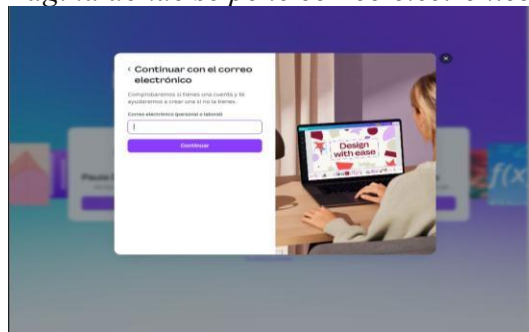 ‹ Continuar con el correo
electrónico
Comprobaremos si tienes una cuenta y te
ayudaremos a crear una si no la tienes.
Correo electrónico (personal o laboral)
Continuar
Design
with ease
f(x)